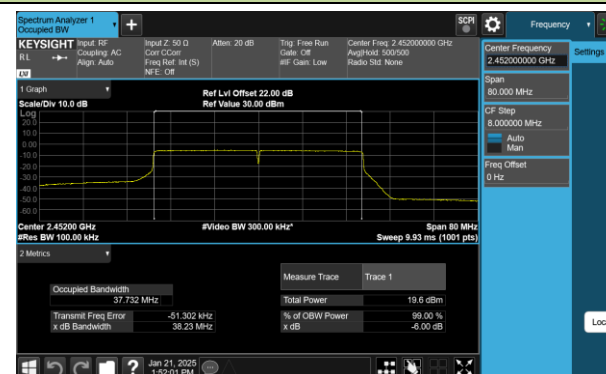 Spectrum Analyzer 1
Occupied BW
SCPI
Frequency
KEYSIGHT
RL
Input: RF
Coupling: AC
Align: Auto
Input Z: 50 Ω
Corr CCorr
Freq Ref: Int (S)
NFE: Off
Atten: 20 dB
Trig: Free Run
Gate: Off
#IF Gain: Low
Center Freq: 2.452000000 GHz
Avg|Hold: 500/500
Radio Std: None
Center Frequency
2.452000000 GHz
Settings
Span
80.000 MHz
CF Step
8.000000 MHz
Auto
Man
Freq Offset
0 Hz
Loc
1 Graph
Scale/Div 10.0 dB
Ref Lvl Offset 22.00 dB
Ref Value 30.00 dBm
Log
20.0
10.0
0.00
-10.0
-20.0
-30.0
-40.0
-50.0
-60.0
Center 2.45200 GHz
#Res BW 100.00 kHz
#Video BW 300.00 kHz*
Span 80 MHz
Sweep 9.93 ms (1001 pts)
2 Metrics
Measure Trace Trace 1
Occupied Bandwidth
37.732 MHz
Total Power 19.6 dBm
Transmit Freq Error -51.302 kHz
% of OBW Power 99.00 %
x dB Bandwidth 38.23 MHz
x dB -6.00 dB
?
Jan 21, 2025
1:52:01 PM